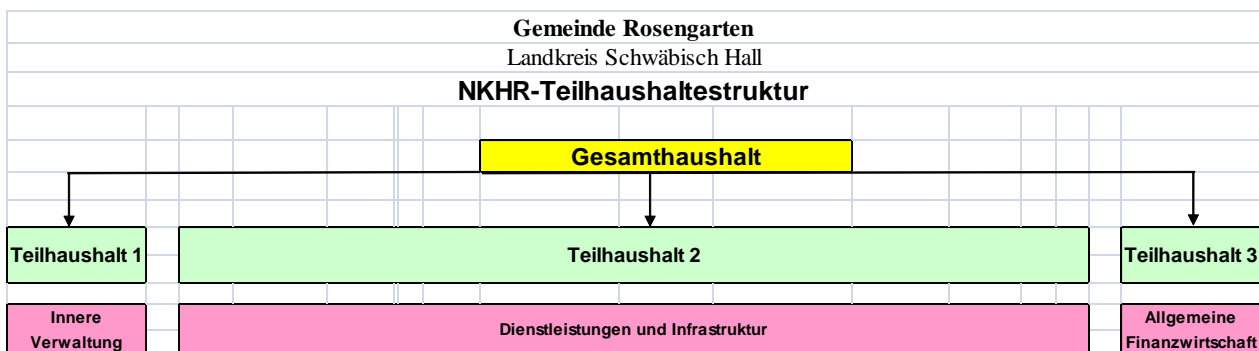 Gemeinde Rosengarten
Landkreis Schwäbisch Hall
NKHR-Teilhaushaltestruktur
Gesamthaushalt
Teilhaushalt 1
Teilhaushalt 2
Teilhaushalt 3
Innere
Verwaltung
Dienstleistungen und Infrastruktur
Allgemeine
Finanzwirtschaft